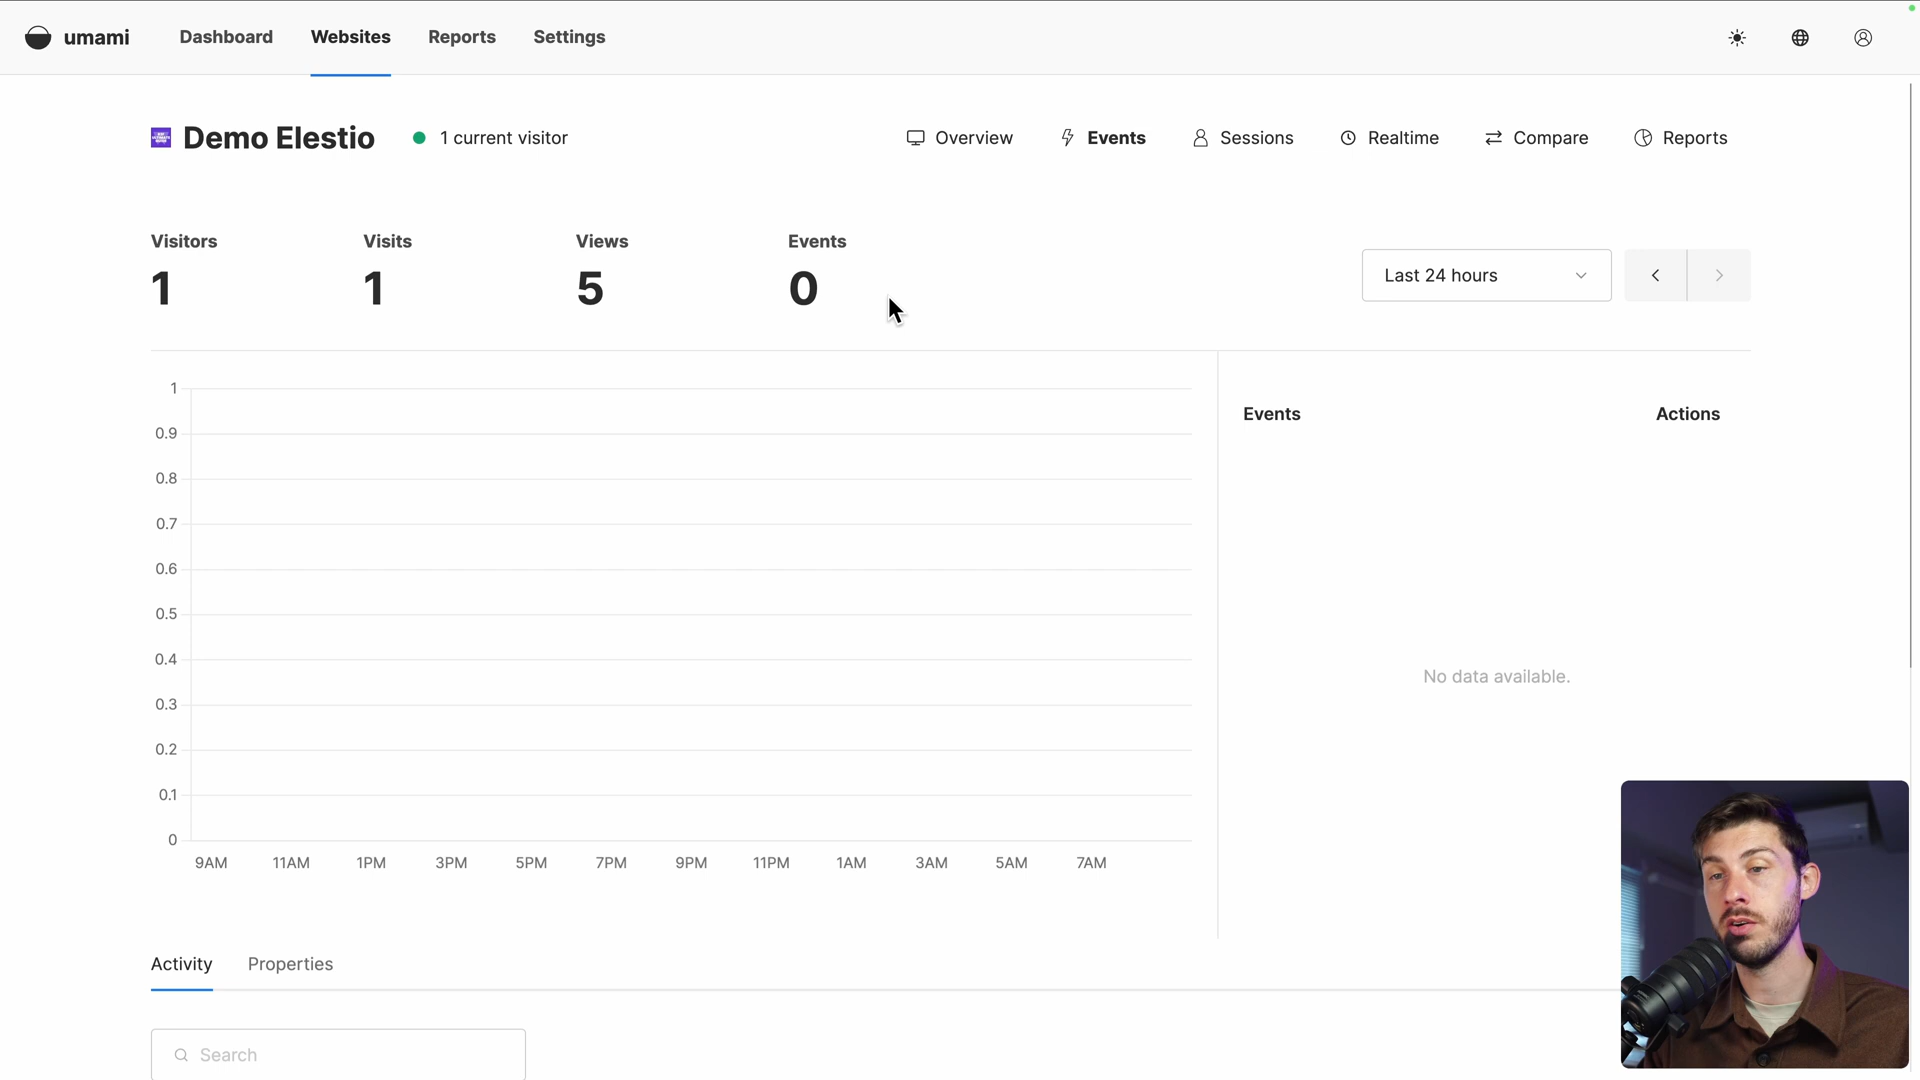 umami
Dashboard
Websites
Reports
Settings
Demo Elestio
1 current visitor
Overview
Events
Sessions
Realtime
Compare
Reports
Visitors
1
Visits
1
Views
5
Events
0
Last 24 hours
1
0.9
0.8
0.7
0.6
0.5
0.4
0.3
0.2
0.1
0
9AM
11AM
1PM
3PM
5PM
7PM
9PM
11PM
1AM
3AM
5AM
7AM
Events
Actions
No data available.
Activity
Properties
Search